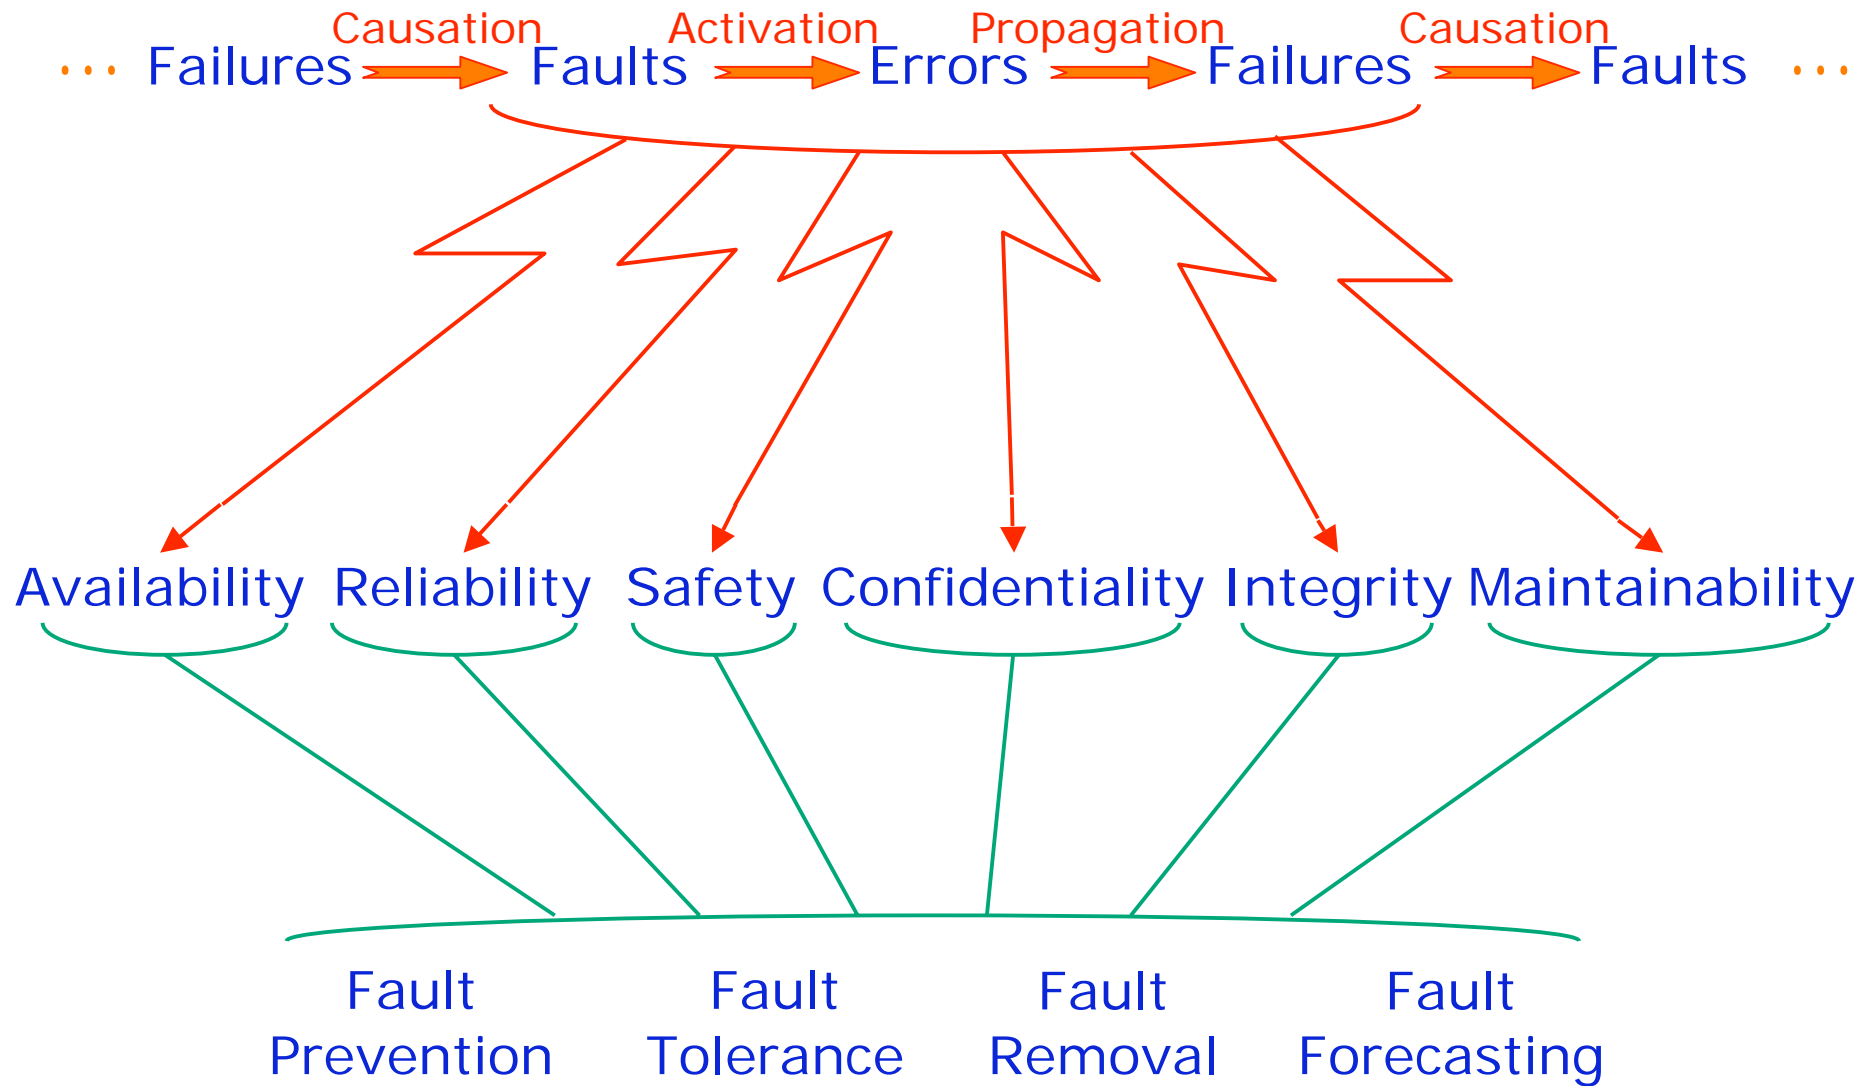 Causation Activation Propagation Causation
... Failures Faults Errors Failures Faults ...
Availability Reliability Safety Confidentiality Integrity Maintainability
Fault Fault Fault Fault
Prevention Tolerance Removal Forecasting